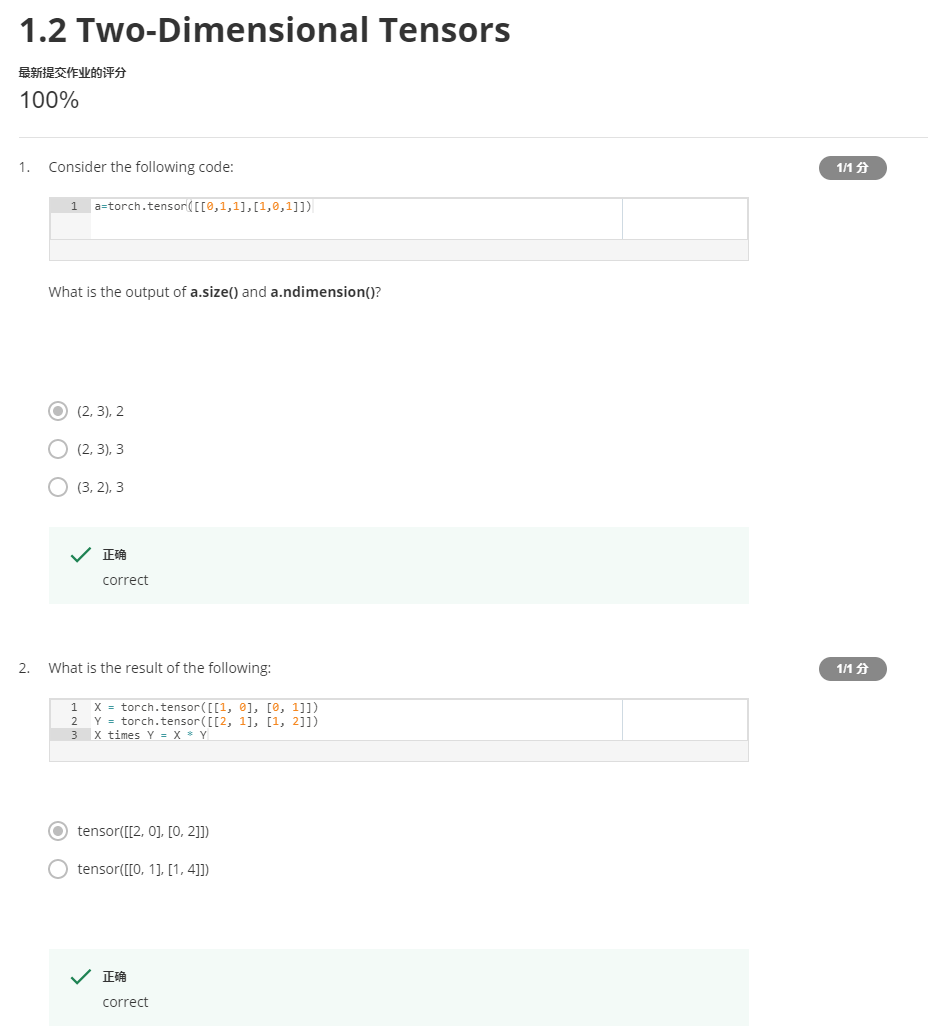 1.2 Two-Dimensional Tensors
最新提交作业的评分
100%
1. Consider the following code:
1/1 分
1 a=torch.tensor([[0,1,1],[1,0,1]])
What is the output of a.size() and a.ndimension()?
(2, 3), 2
(2, 3), 3
(3, 2), 3
正确
correct
2. What is the result of the following:
1/1 分
1 X = torch.tensor([[1, 0], [0, 1]])
2 Y = torch.tensor([[2, 1], [1, 2]])
3 X_times_Y = X * Y
tensor([[2, 0], [0, 2]])
tensor([[0, 1], [1, 4]])
正确
correct